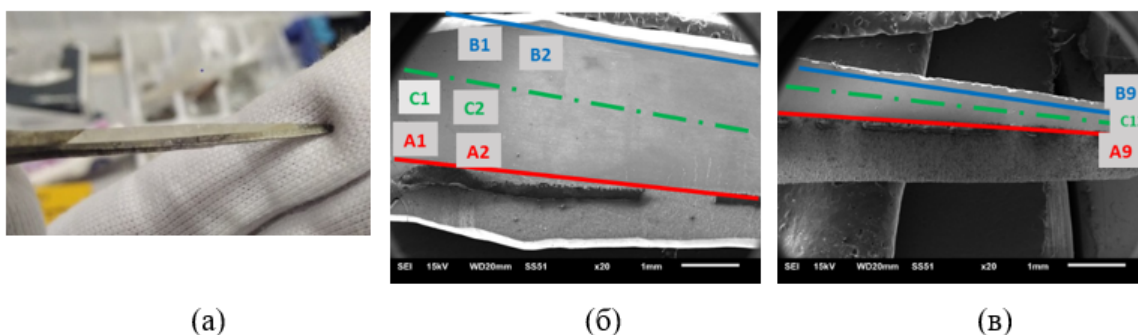 B1
B2
C1
C2
A1
A2
SEI 15kV WD20mm SS51 x20 1mm
B9
C1
A9
SEI 15kV WD20mm SS51 x20 1mm
(а)
(б)
(в)